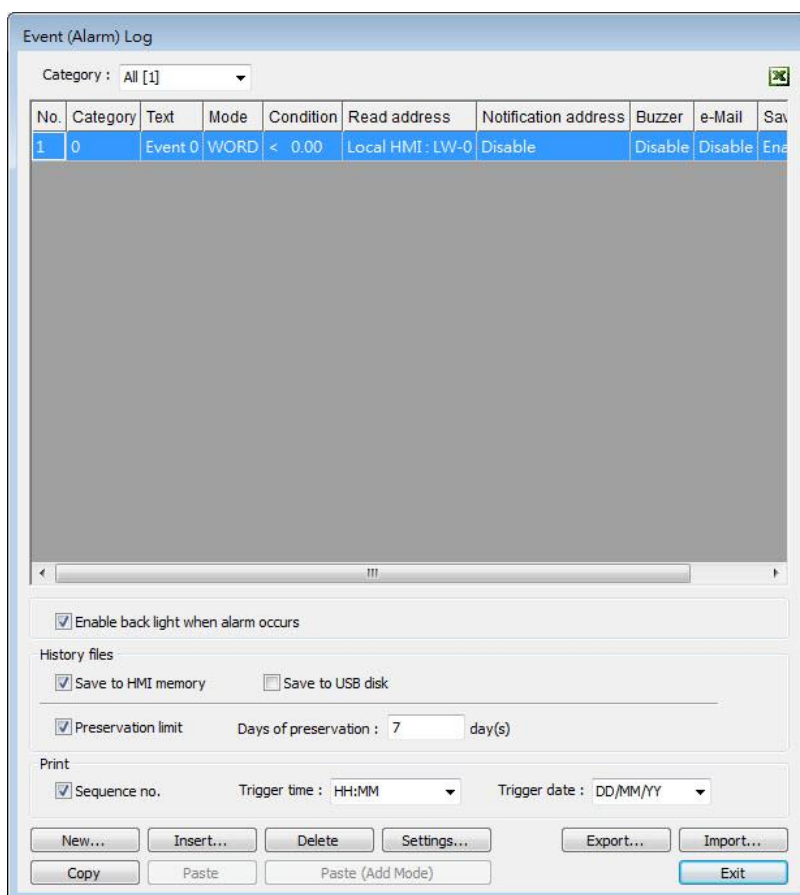 Event (Alarm) Log
Category : All [1]
No. Category Text Mode Condition Read address Notification address Buzzer e-Mail Sav
1 0 Event 0 WORD < 0.00 Local HMI : LW-0 Disable Disable Disable Ena
Enable back light when alarm occurs
History files
Save to HMI memory Save to USB disk
Preservation limit Days of preservation : 7 day(s)
Print
Sequence no. Trigger time : HH:MM Trigger date : DD/MM/YY
New... Insert... Delete Settings... Export... Import...
Copy Paste Paste (Add Mode) Exit